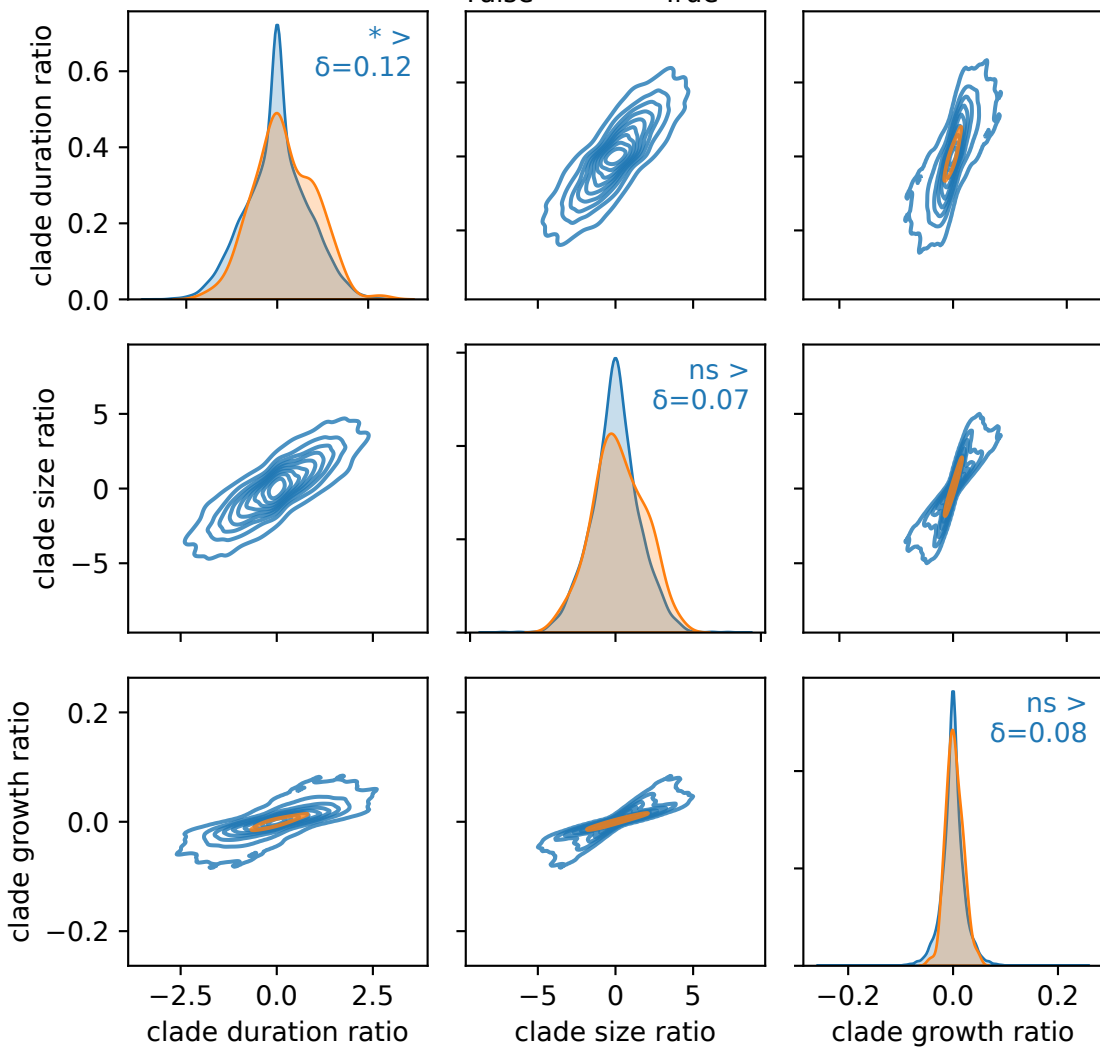 True
clade duration ratio
0.6
0.4
0.2
0.0
* >
δ=0.12
clade size ratio
5
0
−5
ns >
δ=0.07
clade growth ratio
0.2
0.0
−0.2
ns >
δ=0.08
−2.5 0.0 2.5
−5 0 5
−0.2 0.0 0.2
clade duration ratio
clade size ratio
clade growth ratio